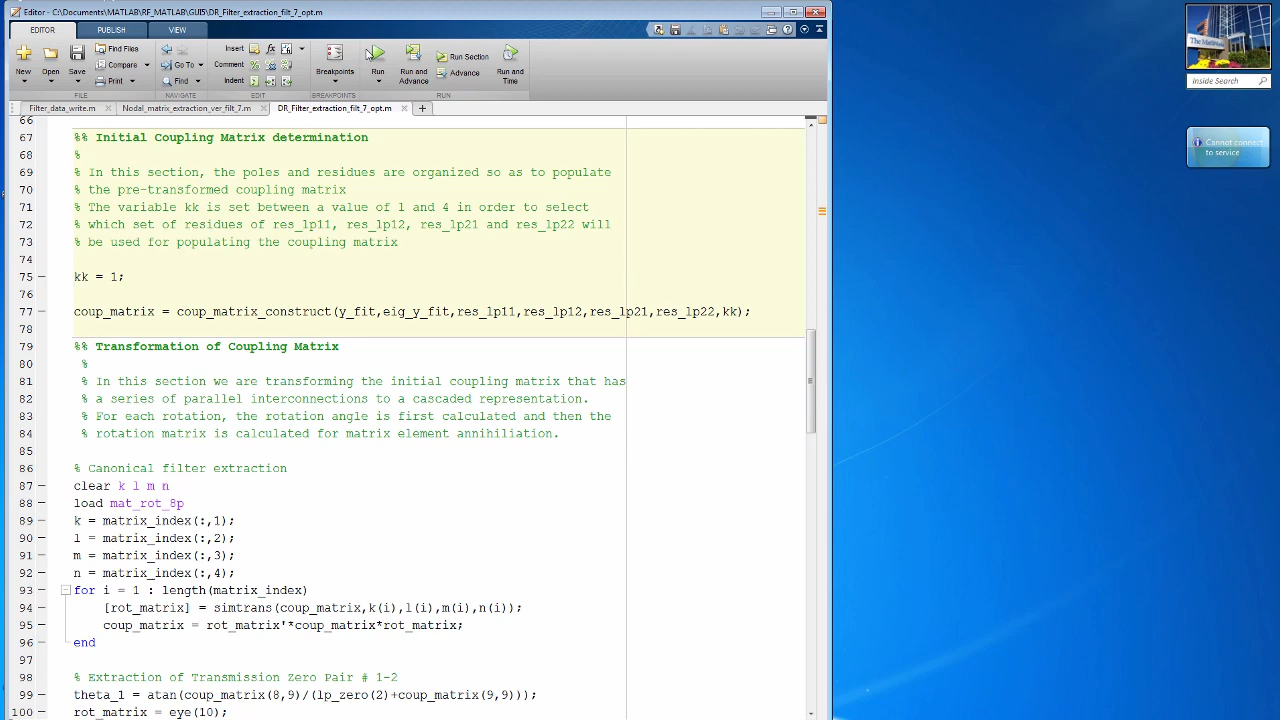 Editor - C:\Documents\MATLAB\RF_MATLAB\GUIS\DR_Filter_extraction_filt_7_opt.m
EDITOR PUBLISH VIEW
New Open Save Find Files Compare Print Go To Find Insert Comment Indent Breakpoints Run Run and Advance Run Section Advance Run and Time
FILE NAVIGATE EDIT BREAKPOINTS RUN
Filter_data_write.m Nodal_matrix_extraction_ver_filt_7.m DR_Filter_extraction_filt_7_opt.m
66
67 %% Initial Coupling Matrix determination
68 %
69 % In this section, the poles and residues are organized so as to populate
70 % the pre-transformed coupling matrix
71 % The variable kk is set between a value of 1 and 4 in order to select
72 % which set of residues of res_lp11, res_lp12, res_lp21 and res_lp22 will
73 % be used for populating the coupling matrix
74
75 kk = 1;
76
77 coup_matrix = coup_matrix_construct(y_fit,eig_y_fit,res_lp11,res_lp12,res_lp21,res_lp22,kk);
78
79 %% Transformation of Coupling Matrix
80 %
81 % In this section we are transforming the initial coupling matrix that has
82 % a series of parallel interconnections to a cascaded representation.
83 % For each rotation, the rotation angle is first calculated and then the
84 % rotation matrix is calculated for matrix element annihiliation.
85
86 % Canonical filter extraction
87 clear k l m n
88 load mat_rot_8p
89 k = matrix_index(:,1);
90 l = matrix_index(:,2);
91 m = matrix_index(:,3);
92 n = matrix_index(:,4);
93 for i = 1 : length(matrix_index)
94 [rot_matrix] = simtrans(coup_matrix,k(i),l(i),m(i),n(i));
95 coup_matrix = rot_matrix'*coup_matrix*rot_matrix;
96 end
97
98 % Extraction of Transmission Zero Pair # 1-2
99 theta_1 = atan(coup_matrix(8,9)/(lp_zero(2)+coup_matrix(9,9)));
100 rot_matrix = eye(10);
Inside Search
Cannot connect
to service